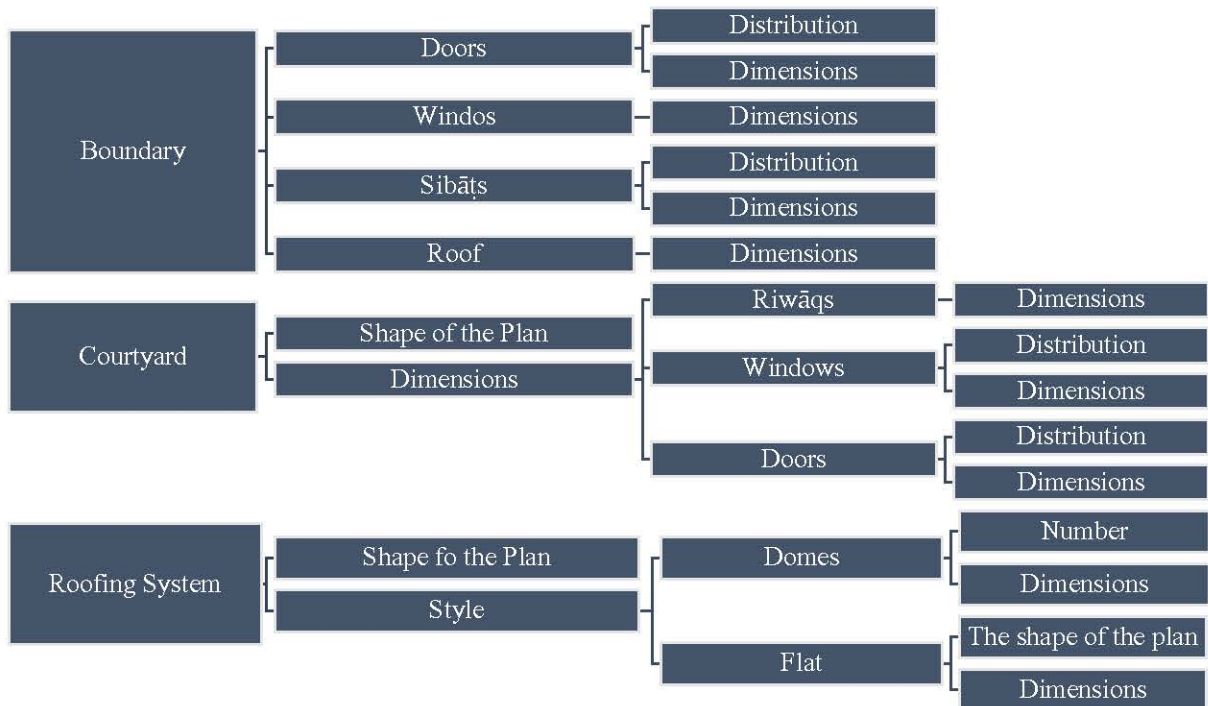 Boundary
Doors
Distribution
Dimensions
Windos
Dimensions
Sibāṭs
Distribution
Dimensions
Roof
Dimensions
Courtyard
Shape of the Plan
Dimensions
Riwāqs
Dimensions
Windows
Distribution
Dimensions
Doors
Distribution
Dimensions
Roofing System
Shape fo the Plan
Style
Domes
Number
Dimensions
Flat
The shape of the plan
Dimensions